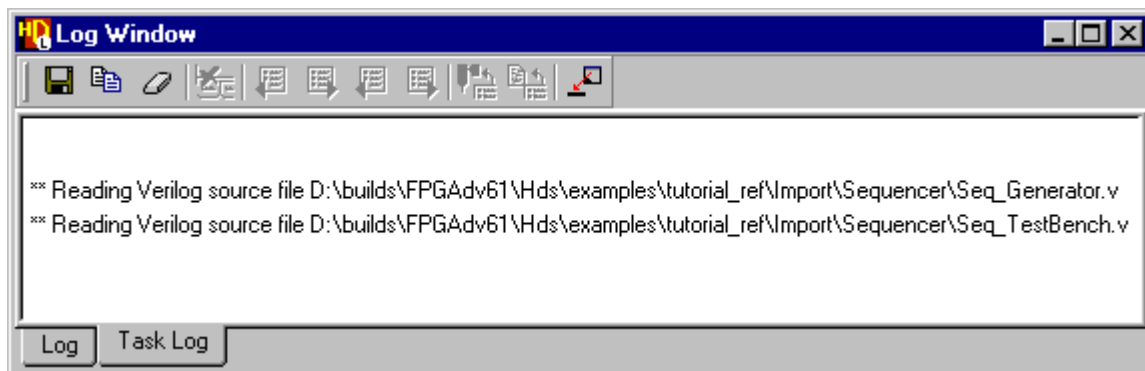 Log Window
** Reading Verilog source file D:\builds\FPGAdv61\Hds\examples\tutorial_ref\Import\Sequencer\Seq_Generator.v
** Reading Verilog source file D:\builds\FPGAdv61\Hds\examples\tutorial_ref\Import\Sequencer\Seq_TestBench.v
Log Task Log